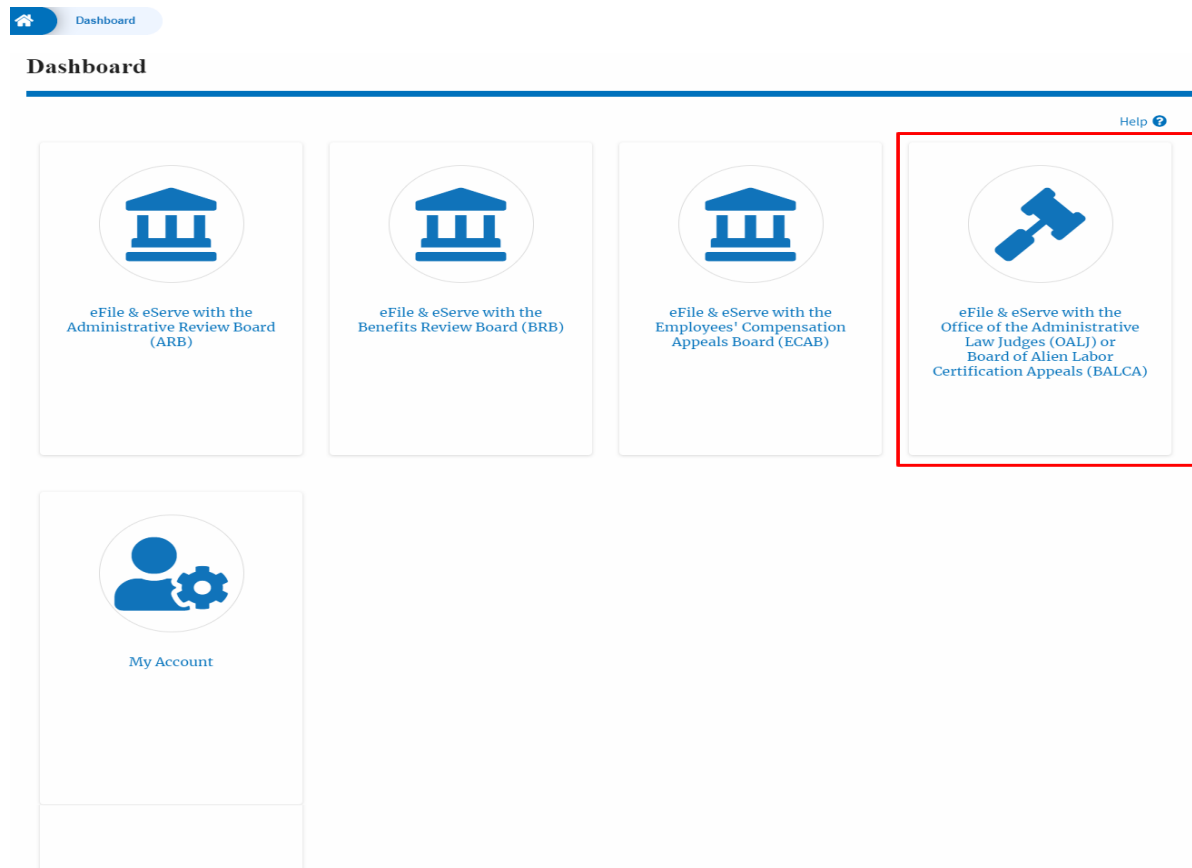 Dashboard
Dashboard
Help
eFile & eServe with the
Administrative Review Board
(ARB)
eFile & eServe with the
Benefits Review Board (BRB)
eFile & eServe with the
Employees' Compensation
Appeals Board (ECAB)
eFile & eServe with the
Office of the Administrative
Law Judges (OALJ) or
Board of Alien Labor
Certification Appeals (BALCA)
My Account